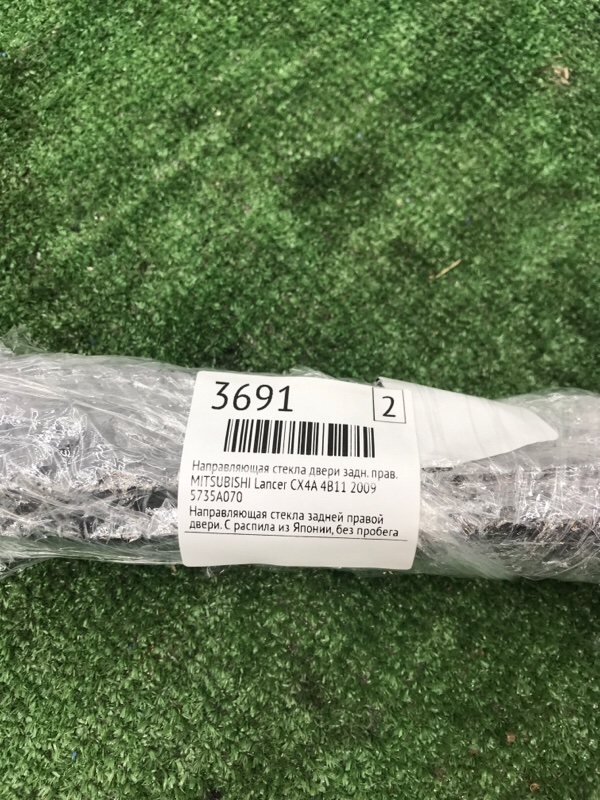 3691
2
Направляющая стекла двери задн. прав.
MITSUBISHI Lancer CX4A 4B11 2009
5735A070
Направляющая стекла задней правой
двери. С распила из Японии, без пробега